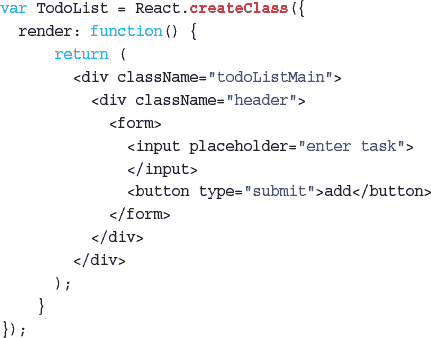 var TodoList = React.createClass({
  render: function() {
      return (
        <div className="todoListMain">
          <div className="header">
            <form>
              <input placeholder="enter task">
              </input>
              <button type="submit">add</button>
            </form>
          </div>
        </div>
      );
    }
});